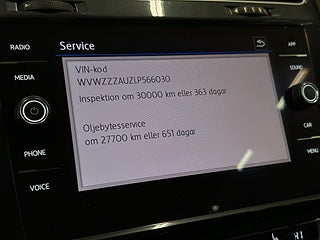 RADIO
MEDIA
PHONE
VOICE
Service
VIN-kod
WVWZZZAUZLP566030
Inspektion om 30000 km eller 363 dagar
Oljebytesservice
om 27700 km eller 651 dagar
APP
SOUND
CAR
MENU